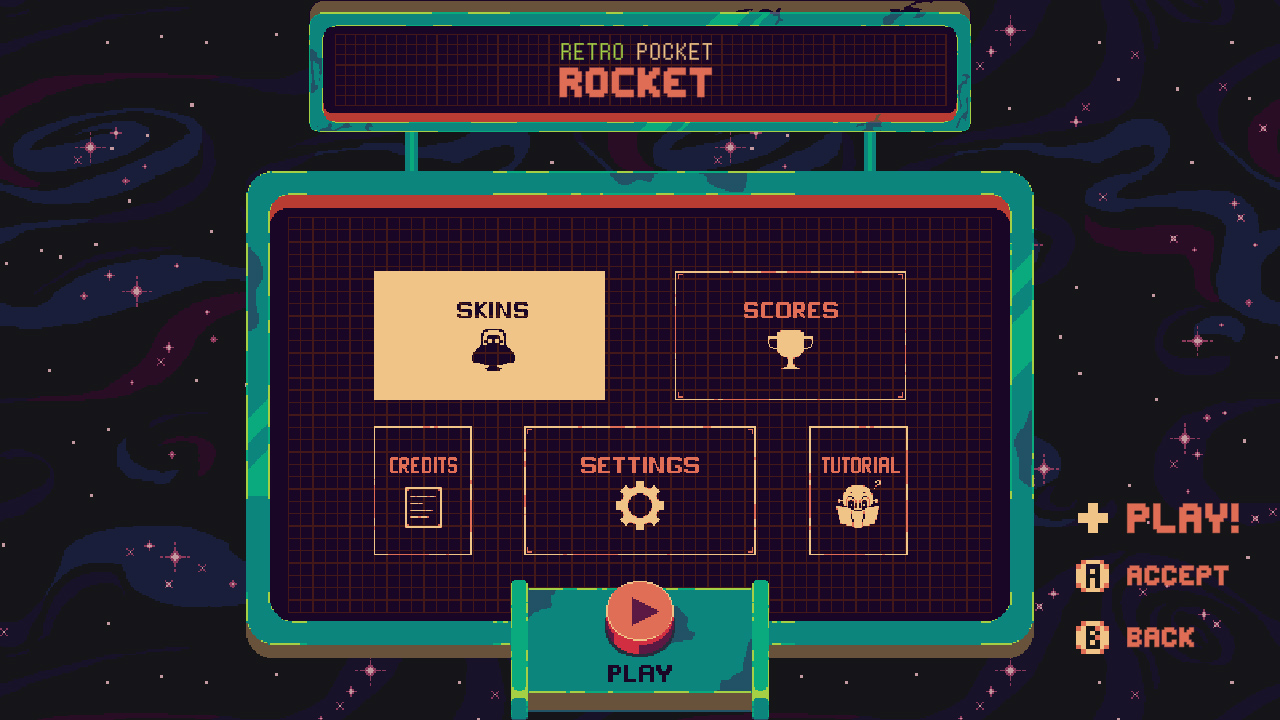 RETRO POCKET
ROCKET
SKINS
SCORES
CREDITS
SETTINGS
TUTORIAL
?
PLAY
PLAY!
A ACCEPT
B BACK